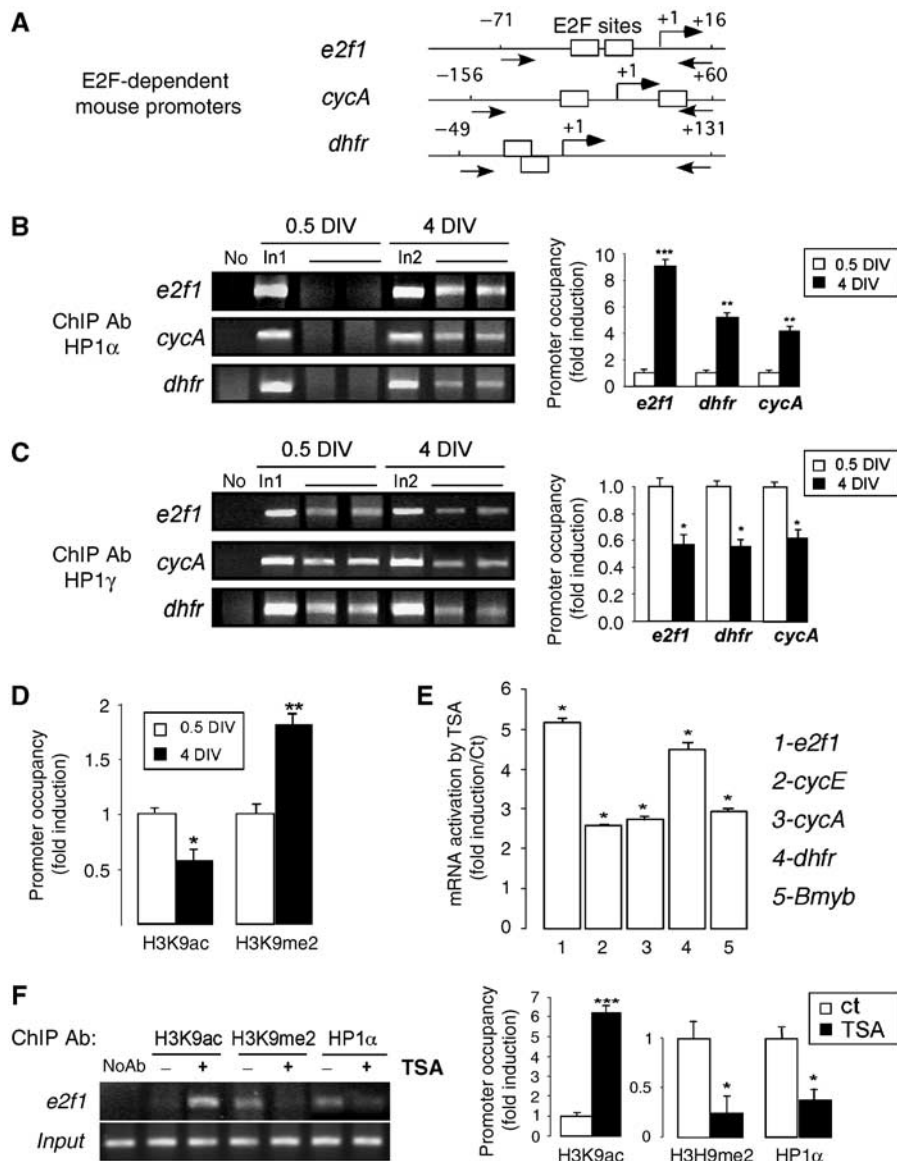 A
E2F-dependent
mouse promoters
e2f1
−71
E2F sites
+1
+16
cycA
−156
+1
+60
dhfr
−49
+1
+131
B
0.5 DIV
4 DIV
No
In1
In2
ChIP Ab
HP1α
e2f1
cycA
dhfr
Promoter occupancy
(fold induction)
10
8
6
4
2
0
***
**
**
0.5 DIV
4 DIV
e2f1
dhfr
cycA
C
0.5 DIV
4 DIV
No
In1
In2
ChIP Ab
HP1γ
e2f1
cycA
dhfr
Promoter occupancy
(fold induction)
1.0
0.8
0.6
0.4
0.2
0.0
*
*
*
0.5 DIV
4 DIV
e2f1
dhfr
cycA
D
Promoter occupancy
(fold induction)
2
1
0.5
0.5 DIV
4 DIV
*
**
H3K9ac
H3K9me2
E
mRNA activation by TSA
(fold induction/Ct)
6
5
4
3
2
1
0
*
*
*
*
*
1
2
3
4
5
1-e2f1
2-cycE
3-cycA
4-dhfr
5-Bmyb
F
ChIP Ab:
H3K9ac
H3K9me2
HP1α
NoAb
−
+
−
+
−
+
TSA
e2f1
Input
Promoter occupancy
(fold induction)
7
6
5
4
3
2
1
0
***
H3K9ac
1
0.5
0
*
*
H3H9me2
HP1α
ct
TSA